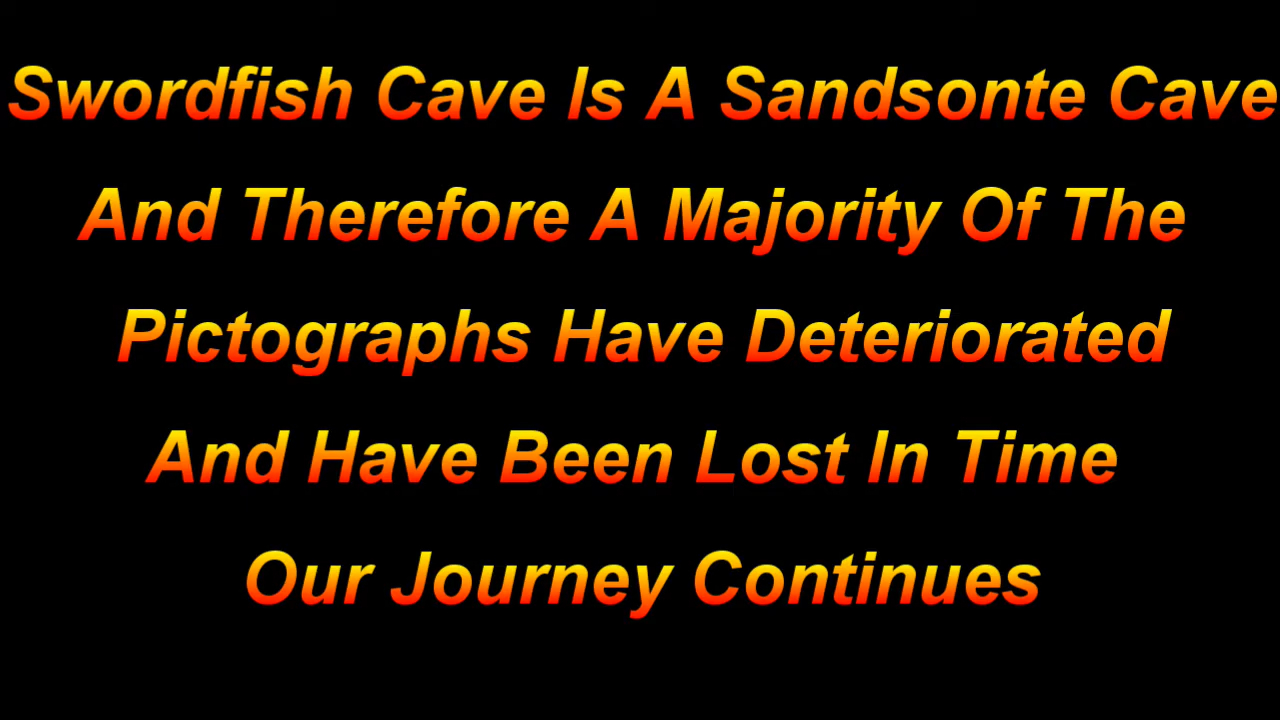 Swordfish Cave Is A Sandsonte Cave
And Therefore A Majority Of The
Pictographs Have Deteriorated
And Have Been Lost In Time
Our Journey Continues